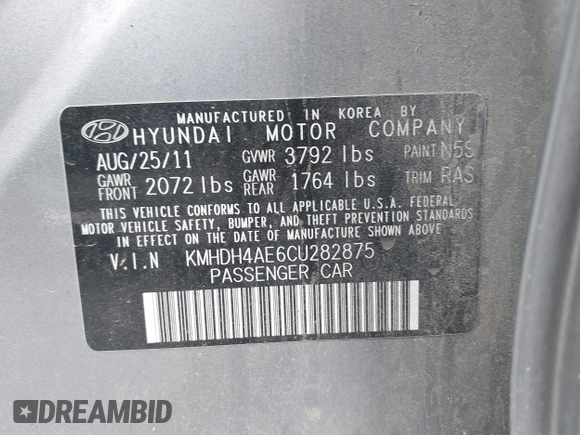 MANUFACTURED IN KOREA BY
HYUNDAI MOTOR COMPANY
AUG/25/11 GVWR 3792 lbs PAINT N5S
GAWR FRONT 2072 lbs GAWR REAR 1764 lbs TRIM RAS
THIS VEHICLE CONFORMS TO ALL APPLICABLE U.S.A. FEDERAL
MOTOR VEHICLE SAFETY, BUMPER, AND THEFT PREVENTION STANDARDS
IN EFFECT ON THE DATE OF MANUFACTURE SHOWN ABOVE.
V.I.N KMHDH4AE6CU282875
PASSENGER CAR
DREAMBID